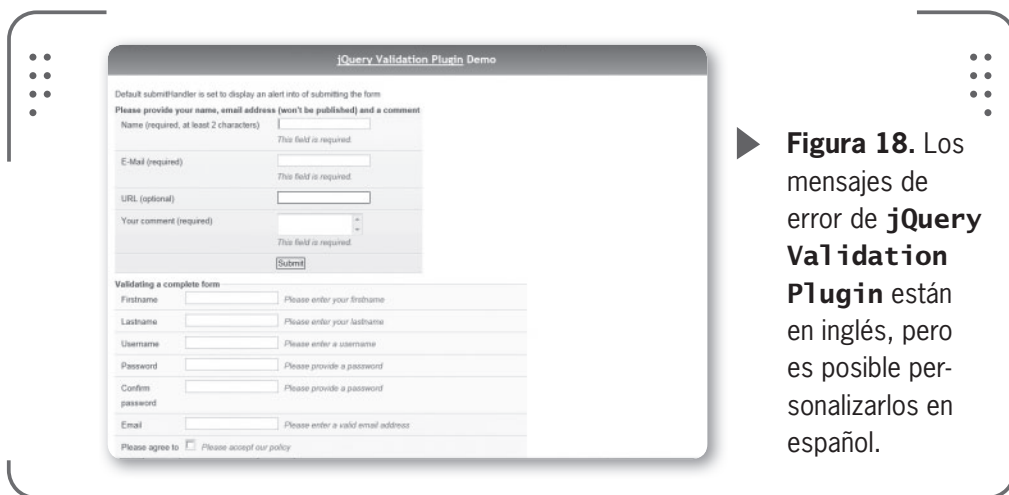 jQuery Validation Plugin Demo
Default submitHandler is set to display an alert into of submitting the form
Please provide your name, email address (won't be published) and a comment
Name (required, at least 2 characters)
This field is required.
E-Mail (required)
This field is required.
URL (optional)
Your comment (required)
This field is required.
Submit
Validating a complete form
Firstname Please enter your firstname
Lastname Please enter your lastname
Username Please enter a username
Password Please provide a password
Confirm Please provide a password
password
Email Please enter a valid email address
Please agree to Please accept our policy
Figura 18. Los
mensajes de
error de jQuery
Validation
Plugin están
en inglés, pero
es posible per-
sonalizarlos en
español.